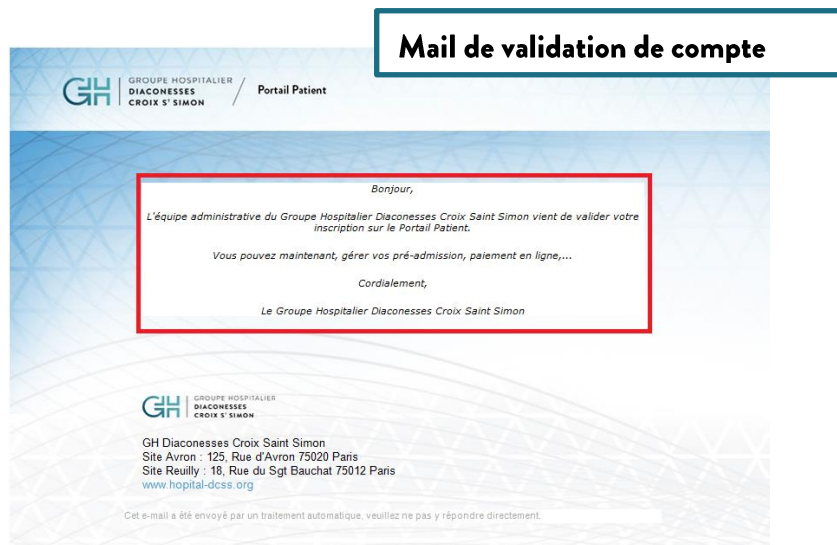 Mail de validation de compte
GH
GROUPE HOSPITALIER
DIACONESSES
CROIX St SIMON
Portail Patient
Bonjour,
L'équipe administrative du Groupe Hospitalier Diaconesses Croix Saint Simon vient de valider votre
inscription sur le Portail Patient.
Vous pouvez maintenant, gérer vos pré-admission, paiement en ligne,...
Cordialement,
Le Groupe Hospitalier Diaconesses Croix Saint Simon
GH
GROUPE HOSPITALIER
DIACONESSES
CROIX St SIMON
GH Diaconesses Croix Saint Simon
Site Avron : 125, Rue d'Avron 75020 Paris
Site Reuilly : 18, Rue du Sgt Bauchat 75012 Paris
www.hopital-dcss.org
Cet e-mail a été envoyé par un traitement automatique, veuillez ne pas y répondre directement.